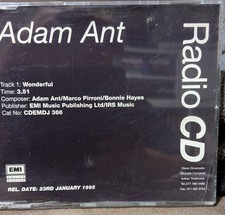 Adam Ant
Radio CD
Track 1: Wonderful
Time: 3.51
Composer: Adam Ant/Marco Pirroni/Bonnie Hayes
Publisher: EMI Music Publishing Ltd/IRS Music
Cat No: CDEMDJ 366
EMI
REL. DATE: 23RD JANUARY 1995